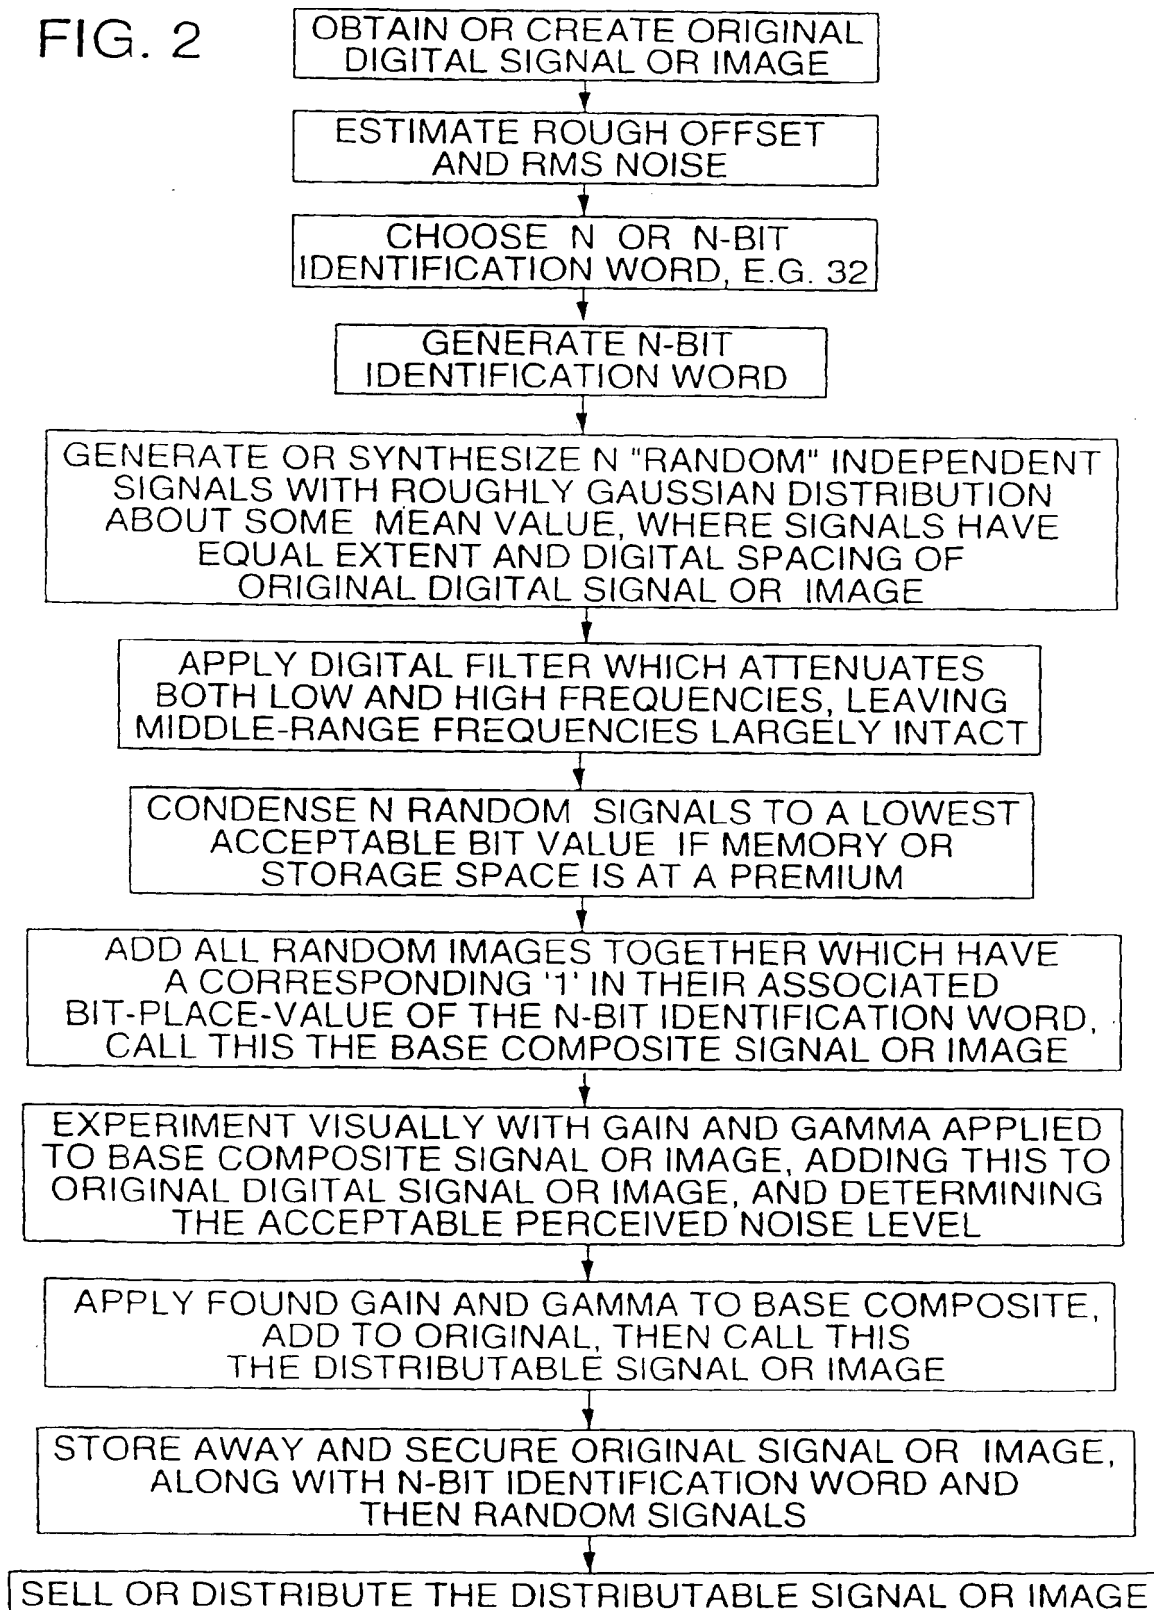 FIG. 2
OBTAIN OR CREATE ORIGINAL
DIGITAL SIGNAL OR IMAGE
ESTIMATE ROUGH OFFSET
AND RMS NOISE
CHOOSE N OR N-BIT
IDENTIFICATION WORD, E.G. 32
GENERATE N-BIT
IDENTIFICATION WORD
GENERATE OR SYNTHESIZE N "RANDOM" INDEPENDENT
SIGNALS WITH ROUGHLY GAUSSIAN DISTRIBUTION
ABOUT SOME MEAN VALUE, WHERE SIGNALS HAVE
EQUAL EXTENT AND DIGITAL SPACING OF
ORIGINAL DIGITAL SIGNAL OR IMAGE
APPLY DIGITAL FILTER WHICH ATTENUATES
BOTH LOW AND HIGH FREQUENCIES, LEAVING
MIDDLE-RANGE FREQUENCIES LARGELY INTACT
CONDENSE N RANDOM SIGNALS TO A LOWEST
ACCEPTABLE BIT VALUE IF MEMORY OR
STORAGE SPACE IS AT A PREMIUM
ADD ALL RANDOM IMAGES TOGETHER WHICH HAVE
A CORRESPONDING '1' IN THEIR ASSOCIATED
BIT-PLACE-VALUE OF THE N-BIT IDENTIFICATION WORD,
CALL THIS THE BASE COMPOSITE SIGNAL OR IMAGE
EXPERIMENT VISUALLY WITH GAIN AND GAMMA APPLIED
TO BASE COMPOSITE SIGNAL OR IMAGE, ADDING THIS TO
ORIGINAL DIGITAL SIGNAL OR IMAGE, AND DETERMINING
THE ACCEPTABLE PERCEIVED NOISE LEVEL
APPLY FOUND GAIN AND GAMMA TO BASE COMPOSITE,
ADD TO ORIGINAL, THEN CALL THIS
THE DISTRIBUTABLE SIGNAL OR IMAGE
STORE AWAY AND SECURE ORIGINAL SIGNAL OR IMAGE,
ALONG WITH N-BIT IDENTIFICATION WORD AND
THEN RANDOM SIGNALS
SELL OR DISTRIBUTE THE DISTRIBUTABLE SIGNAL OR IMAGE